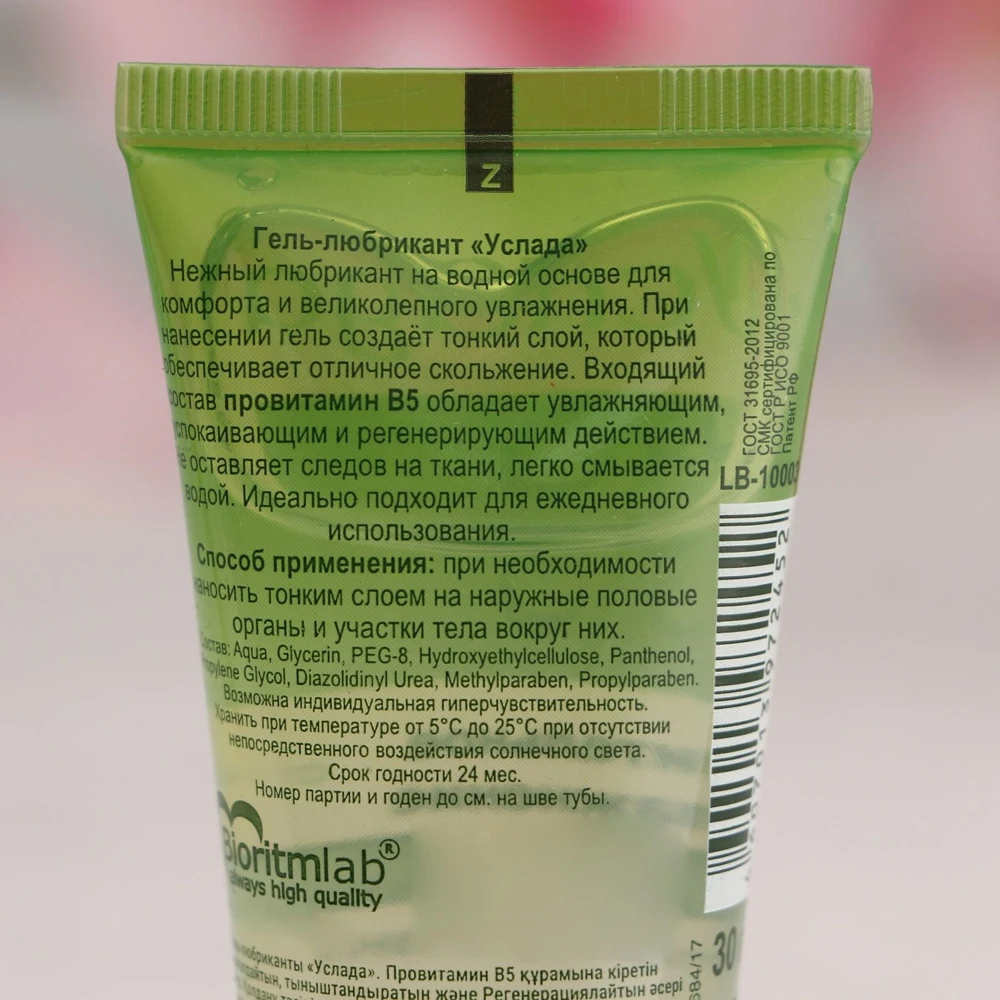 Z
Гель-любрикант «Услада»
Нежный любрикант на водной основе для
комфорта и великолепного увлажнения. При
нанесении гель создаёт тонкий слой, который
обеспечивает отличное скольжение. Входящий
состав провитамин В5 обладает увлажняющим,
успокаивающим и регенерирующим действием.
Не оставляет следов на ткани, легко смывается
водой. Идеально подходит для ежедневного
использования.
Способ применения: при необходимости
наносить тонким слоем на наружные половые
органы и участки тела вокруг них.
Состав: Aqua, Glycerin, PEG-8, Hydroxyethylcellulose, Panthenol,
Propylene Glycol, Diazolidinyl Urea, Methylparaben, Propylparaben.
Возможна индивидуальная гиперчувствительность.
Хранить при температуре от 5°С до 25°С при отсутствии
непосредственного воздействия солнечного света.
Срок годности 24 мес.
Номер партии и годен до см. на шве тубы.
Bioritmlab®
always high quality
ГОСТ 31695-2012
СМК сертифицирована по
ГОСТ Р ИСО 9001
Патент РФ
LB-10003
30
684/17
любриканты «Услада». Провитамин В5 құрамына кіретін
тыныштандыратын және Регенерациялайтын әсері